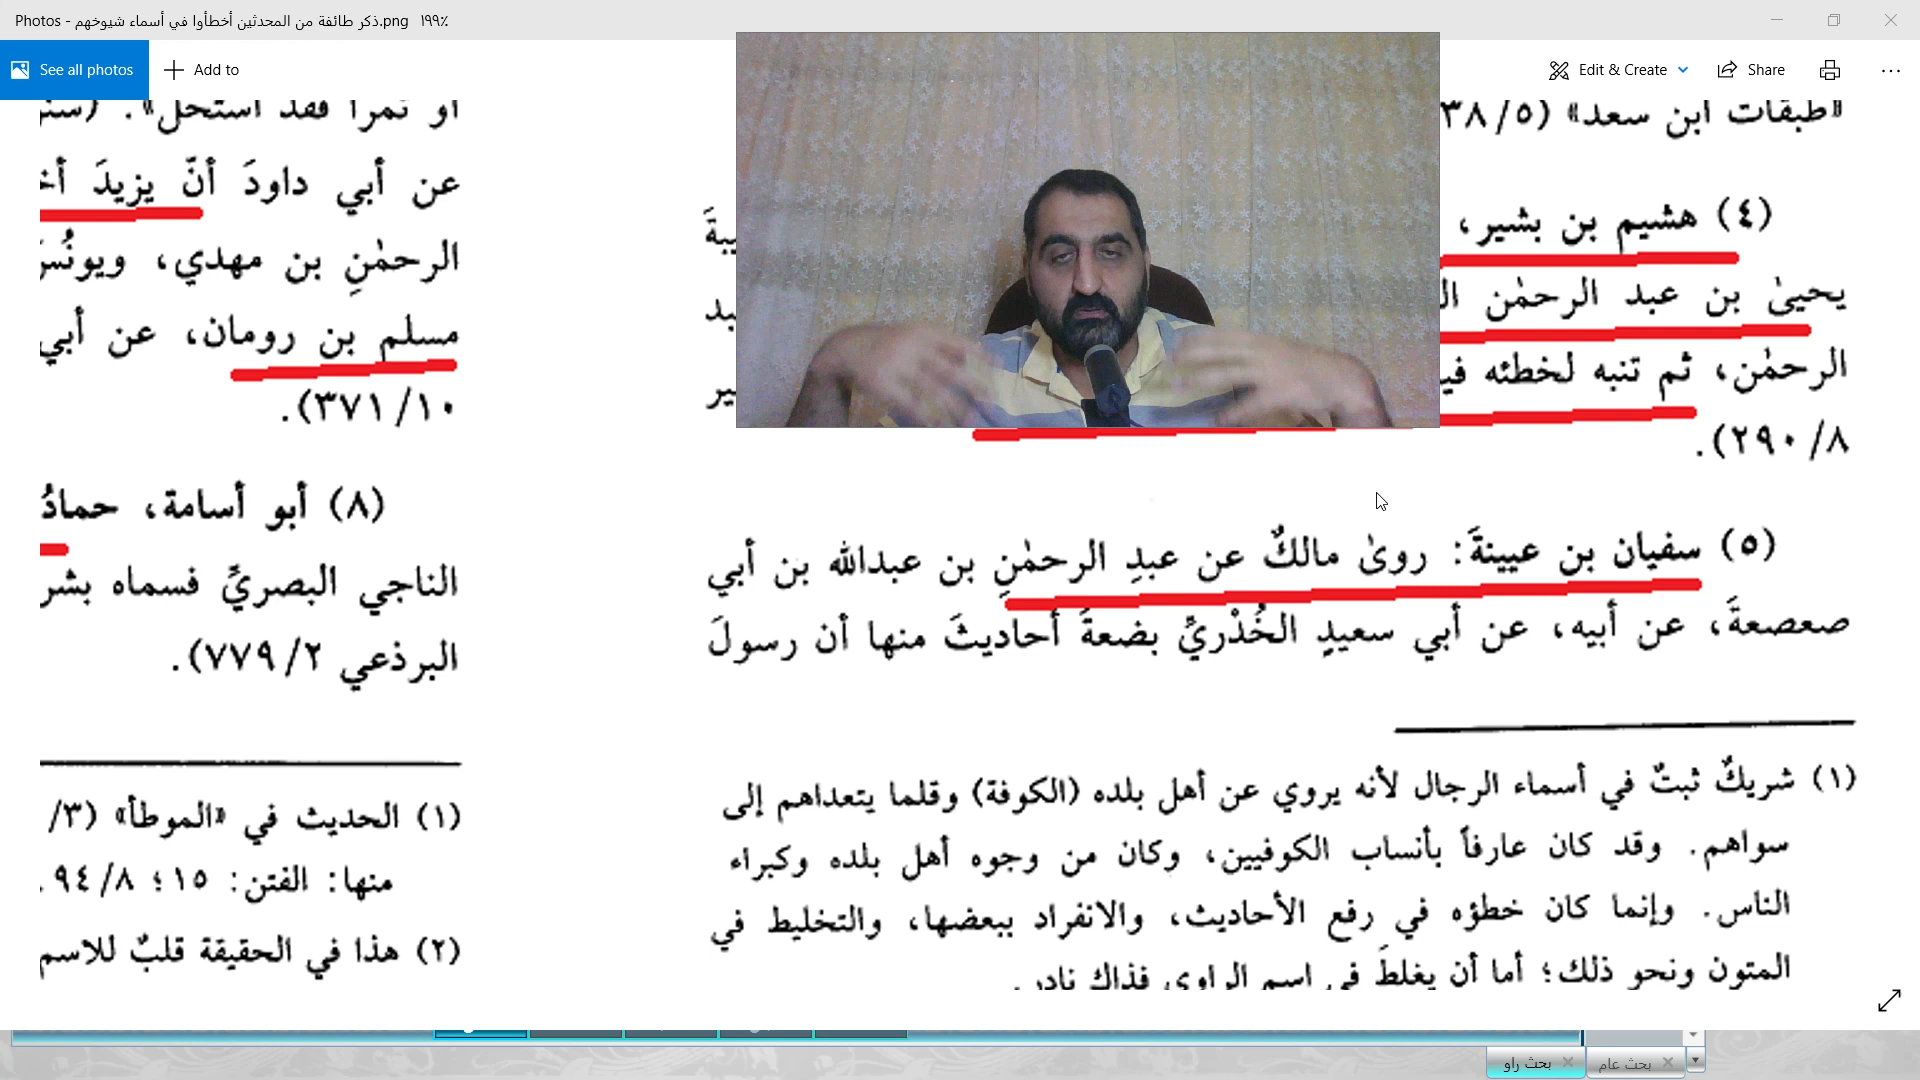 Photos - ذكر طائفة من المحدثين أخطأوا في أسماء شيوخهم.png ١٩٩٪
See all photos
Add to
Edit & Create
Share
«طبقات ابن سعد» (٣٨/٥
(٤) هشيم بن بشير،
يحيىٰ بن عبد الرحمٰن
الرحمٰن، ثم تنبه لخطئه
٨/ ٢٩٠).
(٥) سفيان بن عيينةَ: روىٰ مالكٌ عن عبدِ الرحمٰنِ بن عبدالله بن أبي
صعصعةَ، عن أبيه، عن أبي سعيدٍ الخُدْريِّ بضعةَ أحاديثَ منها أن رسولَ
(١) شريكٌ ثبتٌ في أسماء الرجال لأنه يروي عن أهل بلده (الكوفة) وقلما يتعداهم إلى
سواهم. وقد كان عارفاً بأنساب الكوفيين، وكان من وجوه أهل بلده وكبراء
الناس. وإنما كان خطؤه في رفع الأحاديث، والانفراد ببعضها، والتخليط في
المتون ونحو ذلك؛ أما أن يغلطَ في اسم الراوي فذاك نادر.
أو تمرا فقد استحل». (سنن
عن أبي داودَ أنّ يزيدَ
الرحمٰنِ بن مهدي، ويونُس
مسلم بن رومان، عن أبي
١٠/ ٣٧١).
(٨) أبو أسامة، حمادُ
الناجي البصريِّ فسماه بشر
البرذعي ٢/ ٧٧٩).
(١) الحديث في «الموطأ» (٣/
منها: الفتن: ١٥؛ ٨/ ٩٤.
(٢) هذا في الحقيقة قلبٌ للاسم
بحث عام
بحث راو